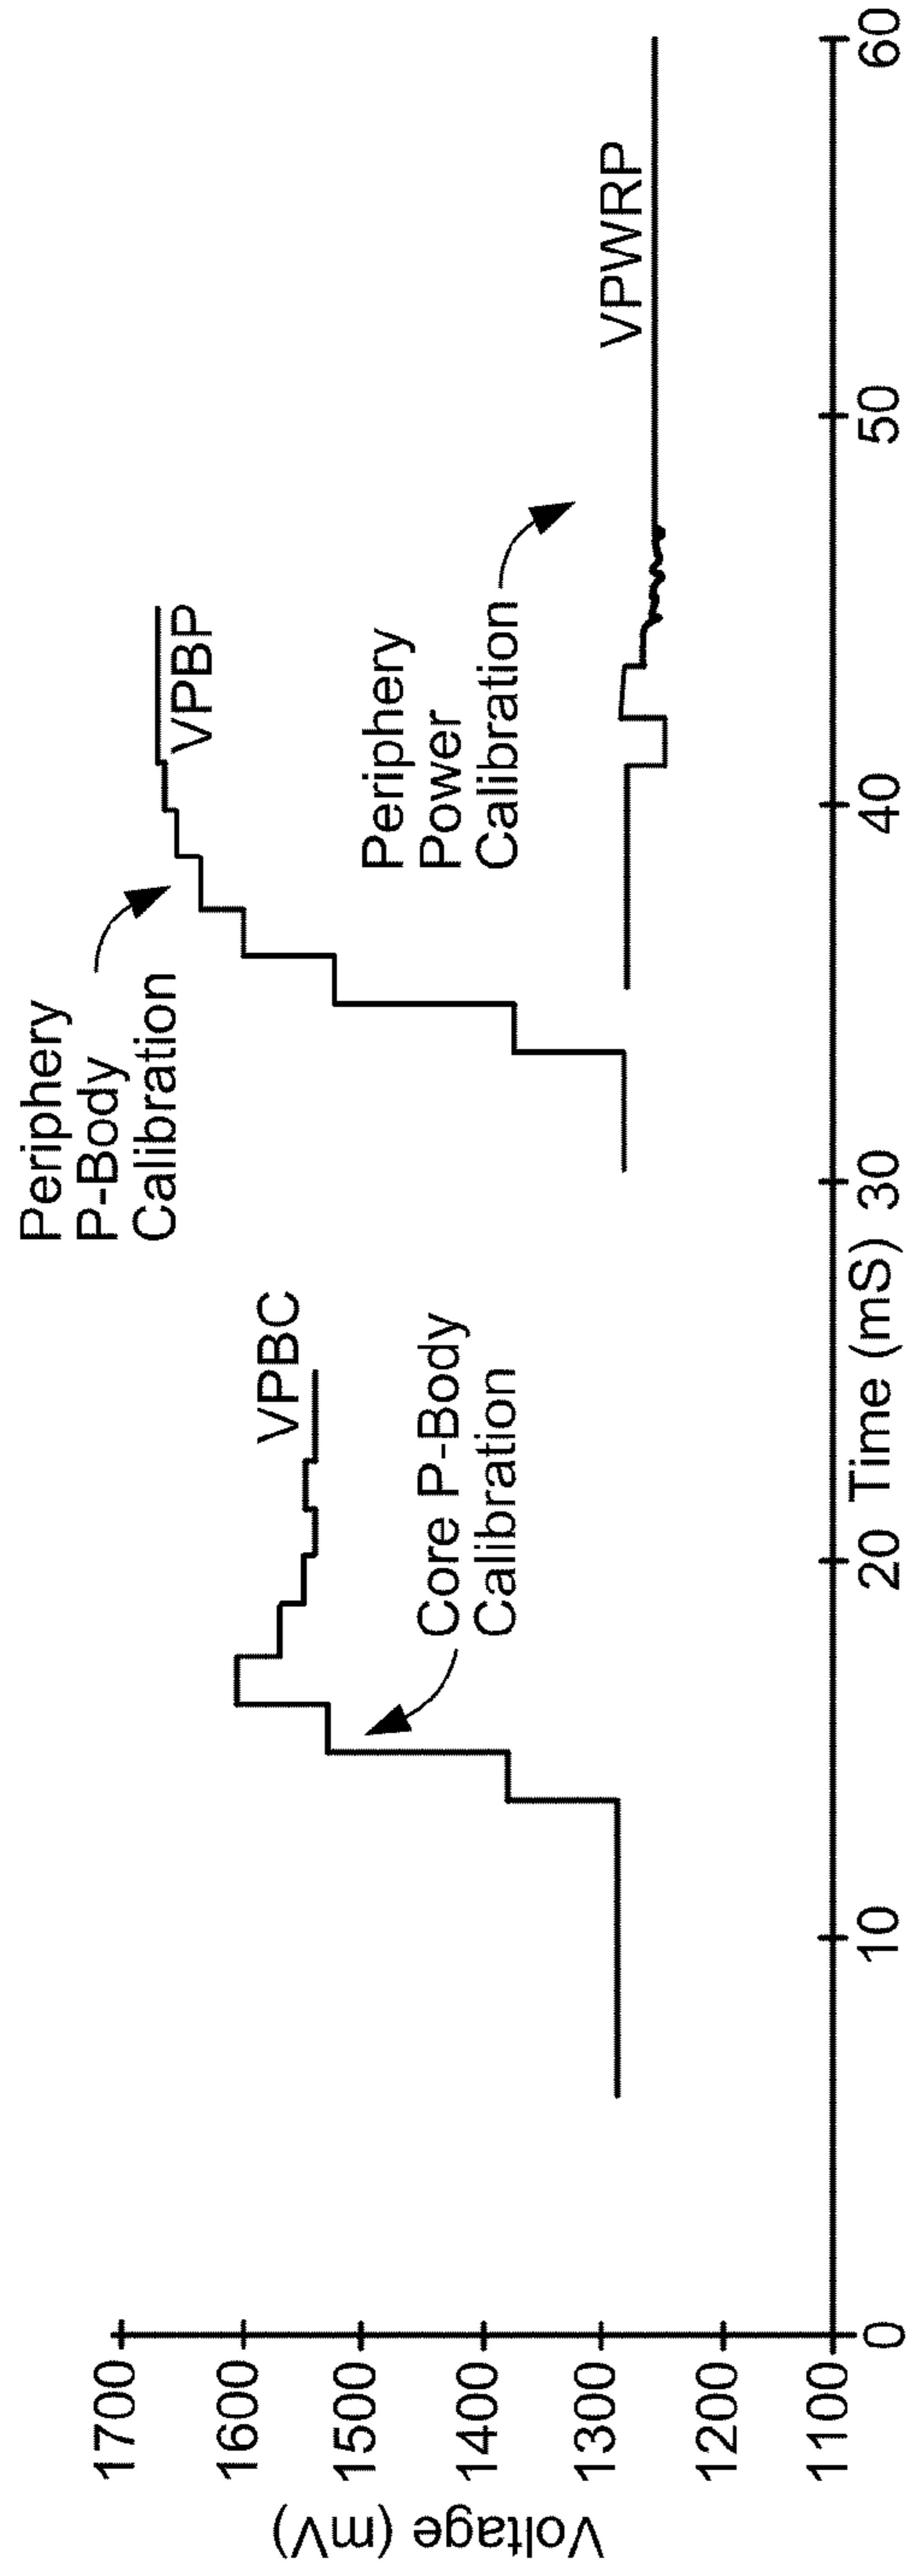 Voltage (mV)
1700
1600
1500
1400
1300
1200
1100
Periphery
P-Body
Calibration
VPBP
VPBC
Core P-Body
Calibration
Periphery
Power
Calibration
VPWRP
0
10
20
30
40
50
60
Time (mS)